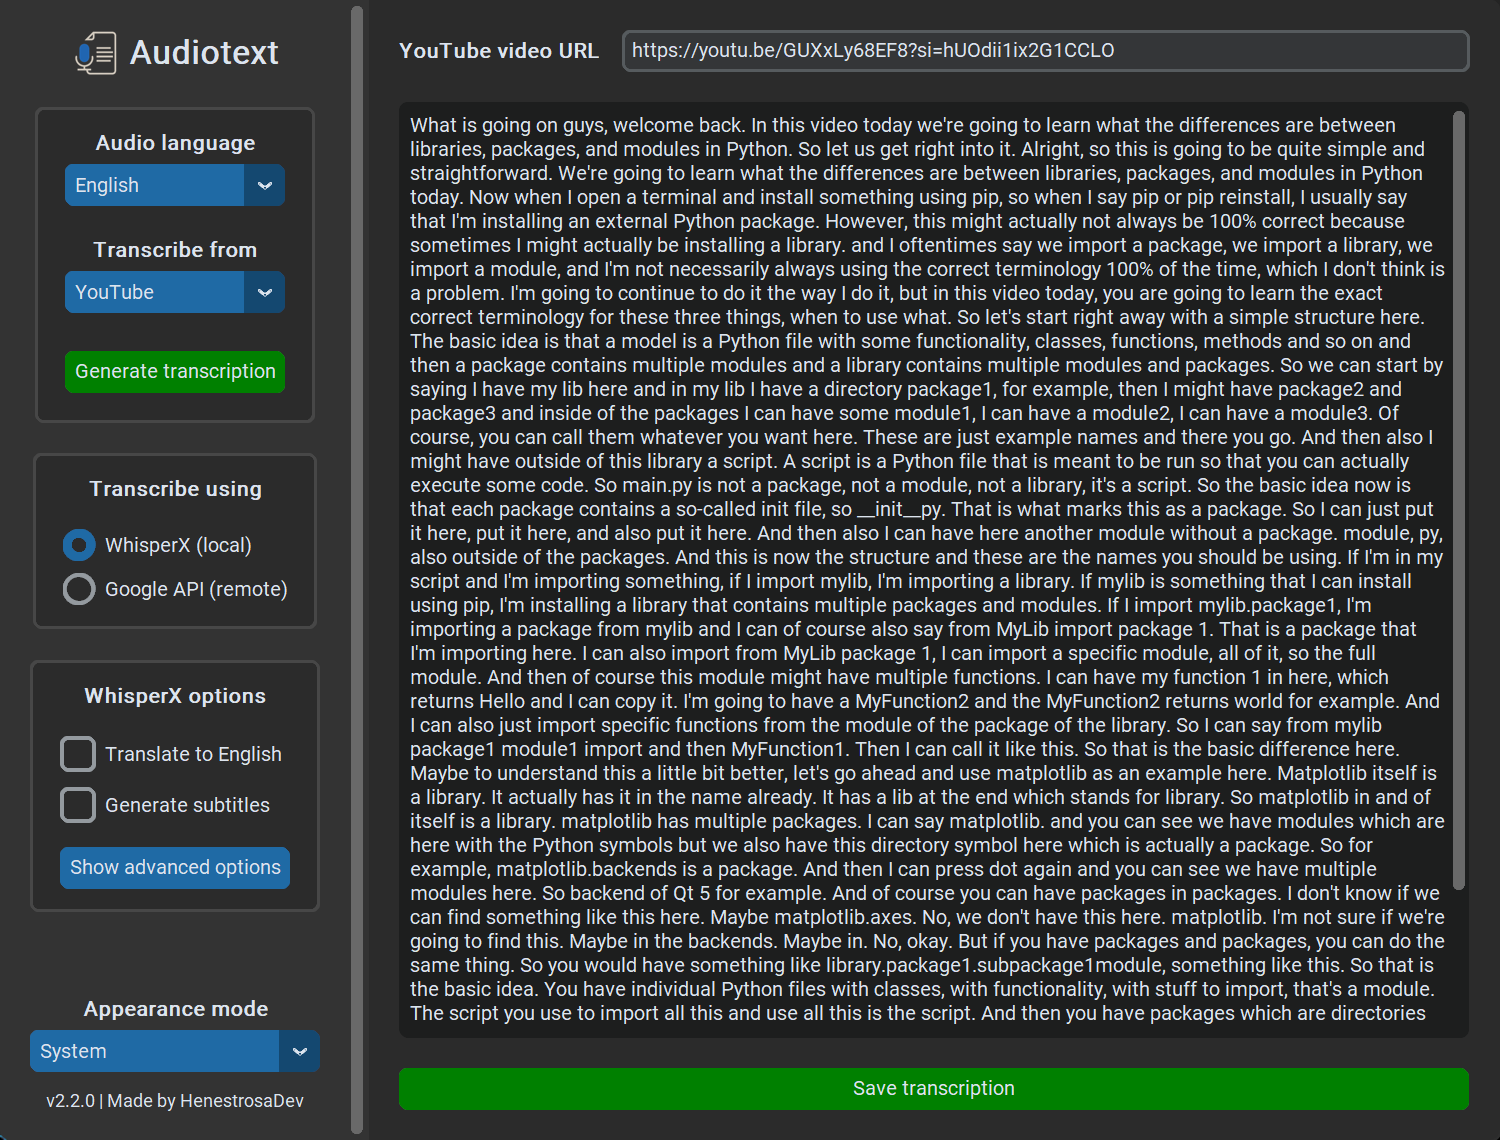 Audiotext
Audio language
English
Transcribe from
YouTube
Generate transcription
Transcribe using
WhisperX (local)
Google API (remote)
WhisperX options
Translate to English
Generate subtitles
Show advanced options
Appearance mode
System
v2.2.0 | Made by HenestrosaDev
YouTube video URL
https://youtu.be/GUXxLy68EF8?si=hUOdii1ix2G1CCLO
What is going on guys, welcome back. In this video today we're going to learn what the differences are between
libraries, packages, and modules in Python. So let us get right into it. Alright, so this is going to be quite simple and
straightforward. We're going to learn what the differences are between libraries, packages, and modules in Python
today. Now when I open a terminal and install something using pip, so when I say pip or pip reinstall, I usually say
that I'm installing an external Python package. However, this might actually not always be 100% correct because
sometimes I might actually be installing a library. and I oftentimes say we import a package, we import a library, we
import a module, and I'm not necessarily always using the correct terminology 100% of the time, which I don't think is
a problem. I'm going to continue to do it the way I do it, but in this video today, you are going to learn the exact
correct terminology for these three things, when to use what. So let's start right away with a simple structure here.
The basic idea is that a model is a Python file with some functionality, classes, functions, methods and so on and
then a package contains multiple modules and a library contains multiple modules and packages. So we can start by
saying I have my lib here and in my lib I have a directory package1, for example, then I might have package2 and
package3 and inside of the packages I can have some module1, I can have a module2, I can have a module3. Of
course, you can call them whatever you want here. These are just example names and there you go. And then also I
might have outside of this library a script. A script is a Python file that is meant to be run so that you can actually
execute some code. So main.py is not a package, not a module, not a library, it's a script. So the basic idea now is
that each package contains a so-called init file, so __init__py. That is what marks this as a package. So I can just put
it here, put it here, and also put it here. And then also I can have here another module without a package. module, py,
also outside of the packages. And this is now the structure and these are the names you should be using. If I'm in my
script and I'm importing something, if I import mylib, I'm importing a library. If mylib is something that I can install
using pip, I'm installing a library that contains multiple packages and modules. If I import mylib.package1, I'm
importing a package from mylib and I can of course also say from MyLib import package 1. That is a package that
I'm importing here. I can also import from MyLib package 1, I can import a specific module, all of it, so the full
module. And then of course this module might have multiple functions. I can have my function 1 in here, which
returns Hello and I can copy it. I'm going to have a MyFunction2 and the MyFunction2 returns world for example. And
I can also just import specific functions from the module of the package of the library. So I can say from mylib
package1 module1 import and then MyFunction1. Then I can call it like this. So that is the basic difference here.
Maybe to understand this a little bit better, let's go ahead and use matplotlib as an example here. Matplotlib itself is
a library. It actually has it in the name already. It has a lib at the end which stands for library. So matplotlib in and of
itself is a library. matplotlib has multiple packages. I can say matplotlib. and you can see we have modules which are
here with the Python symbols but we also have this directory symbol here which is actually a package. So for
example, matplotlib.backends is a package. And then I can press dot again and you can see we have multiple
modules here. So backend of Qt 5 for example. And of course you can have packages in packages. I don't know if we
can find something like this here. Maybe matplotlib.axes. No, we don't have this here. matplotlib. I'm not sure if we're
going to find this. Maybe in the backends. Maybe in. No, okay. But if you have packages and packages, you can do the
same thing. So you would have something like library.package1.subpackage1module, something like this. So that is
the basic idea. You have individual Python files with classes, with functionality, with stuff to import, that's a module.
The script you use to import all this and use all this is the script. And then you have packages which are directories
Save transcription